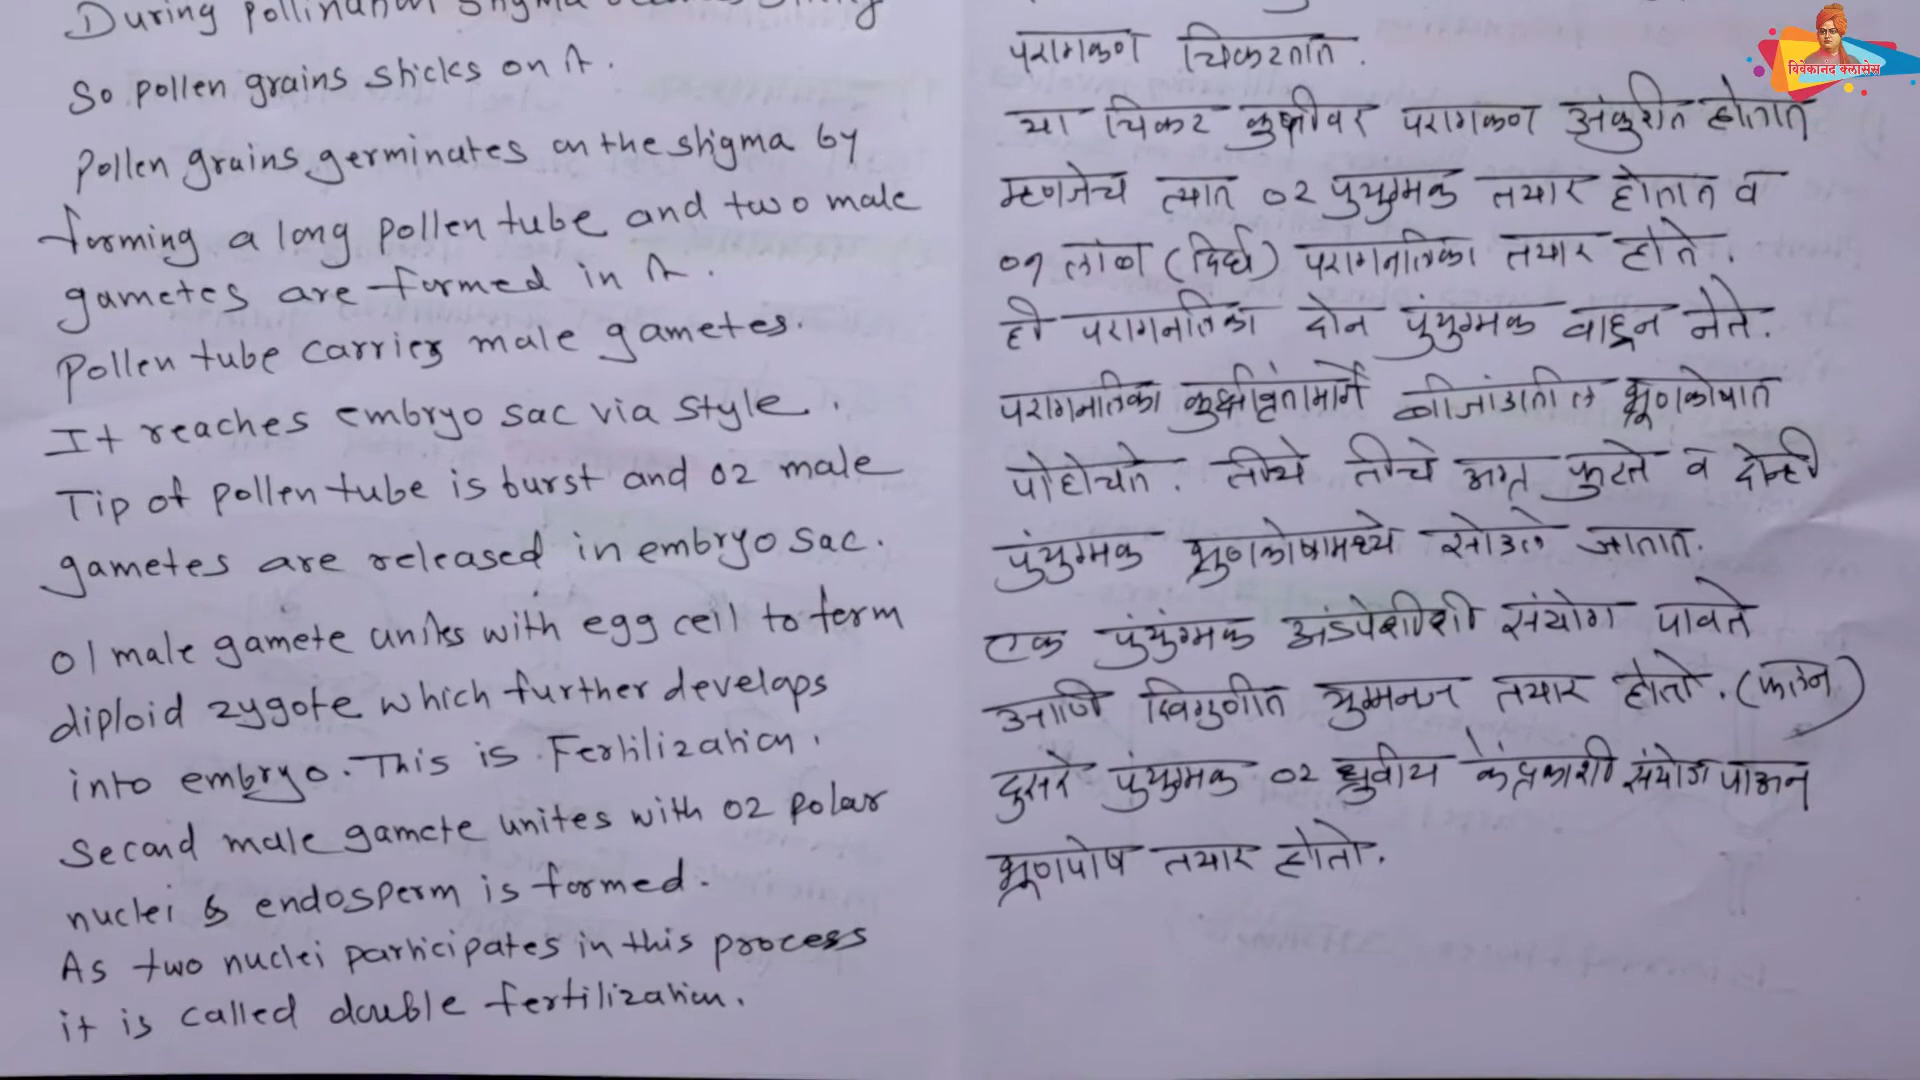 During pollination stigma becomes
So pollen grains sticks on it.
Pollen grains germinates on the stigma by
forming a long pollen tube and two male
gametes are formed in it.
Pollen tube carries male gametes.
It reaches embryo sac via style.
Tip of pollen tube is burst and 02 male
gametes are released in embryo sac.
01 male gamete unites with egg cell to form
diploid zygote which further develops
into embryo. This is Fertilization.
Second male gamete unites with 02 polar
nuclei & endosperm is formed.
As two nuclei participates in this process
it is called double fertilization.
परागकण चिकटतात.
या चिकट कुक्षीवर परागकण अंकुरीत होतात
म्हणजेच त्यात ०२ पुंयुग्मक तयार होतात व
०१ लांब (दिर्घ) परागनलिका तयार होते.
ही परागनलिका दोन पुंयुग्मक वाहून नेते.
परागनलिका कुक्षीवृंतामार्गे बीजांडातील भ्रूणकोषात
पोहोचते. तीथे तीचे अग्र फुटते व दोन्ही
पुंयुग्मक भ्रुणकोषामध्ये सोडले जातात.
एक पुंयुग्मक अंडपेशीशी संयोग पावते
आणि द्विगुणीत युग्मनज तयार होतो.
दुसरे पुंयुग्मक ०२ ध्रुवीय केंद्रकाशी संयोग पाऊन
भ्रूणपोष तयार होतो.
विवेकानंद क्लासेस